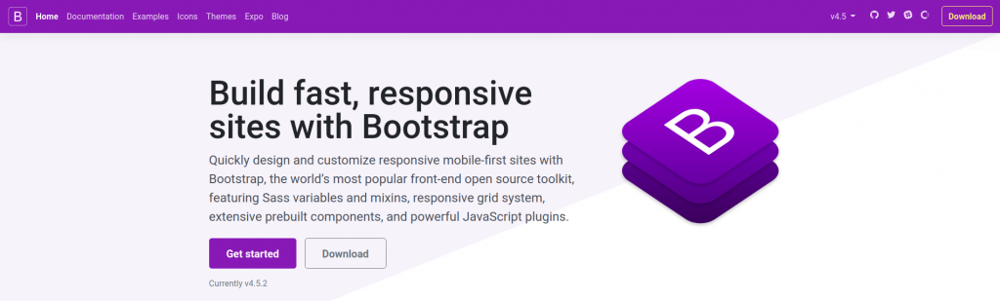 B Home Documentation Examples Icons Themes Expo Blog v4.5 Download
Build fast, responsive
sites with Bootstrap
B
Quickly design and customize responsive mobile-first sites with
Bootstrap, the world's most popular front-end open source toolkit,
featuring Sass variables and mixins, responsive grid system,
extensive prebuilt components, and powerful JavaScript plugins.
Get started Download
Currently v4.5.2